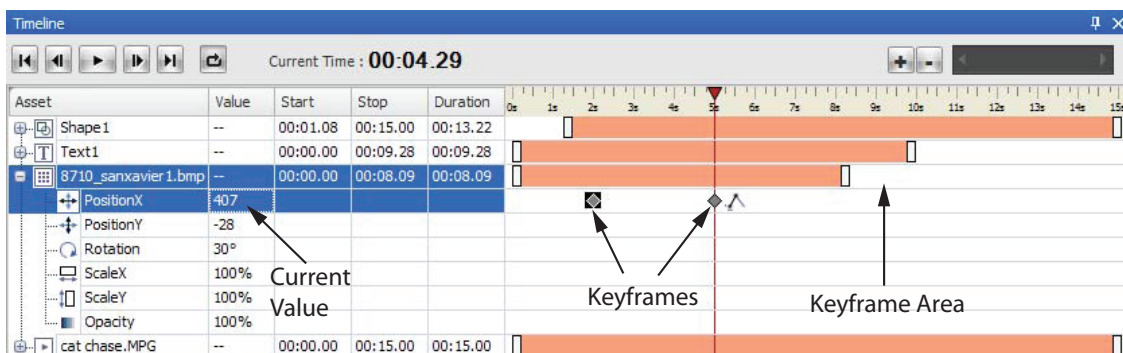 Timeline
Current Time : 00:04.29
Asset Value Start Stop Duration 0s 1s 2s 3s 4s 5s 6s 7s 8s 9s 10s 11s 12s 13s 14s 15s
Shape1 -- 00:01.08 00:15.00 00:13.22
Text1 -- 00:00.00 00:09.28 00:09.28
8710_sanxavier1.bmp -- 00:00.00 00:08.09 00:08.09
PositionX 407
PositionY -28
Rotation 30°
ScaleX 100%
ScaleY 100%
Opacity 100%
Current
Value
Keyframes
Keyframe Area
cat chase.MPG -- 00:00.00 00:15.00 00:15.00